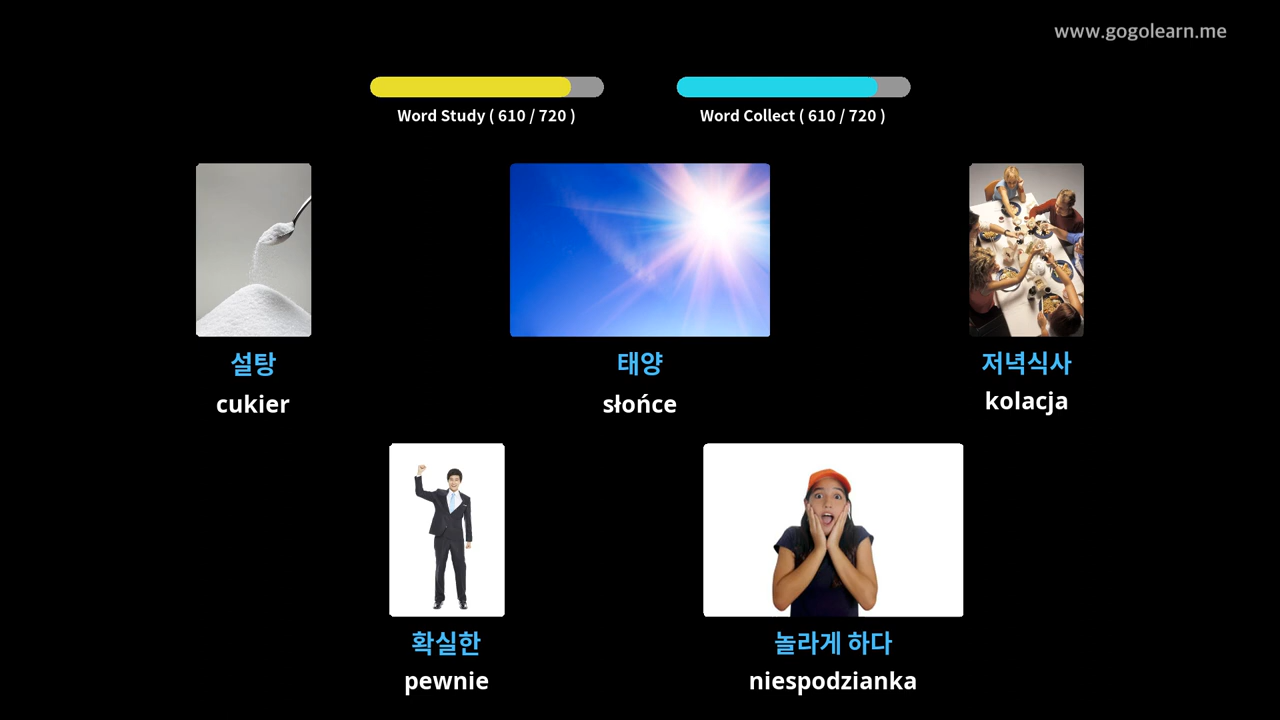 www.gogolearn.me
Word Study ( 610 / 720 )
Word Collect ( 610 / 720 )
설탕
태양
저녁식사
cukier
słońce
kolacja
확실한
놀라게 하다
pewnie
niespodzianka